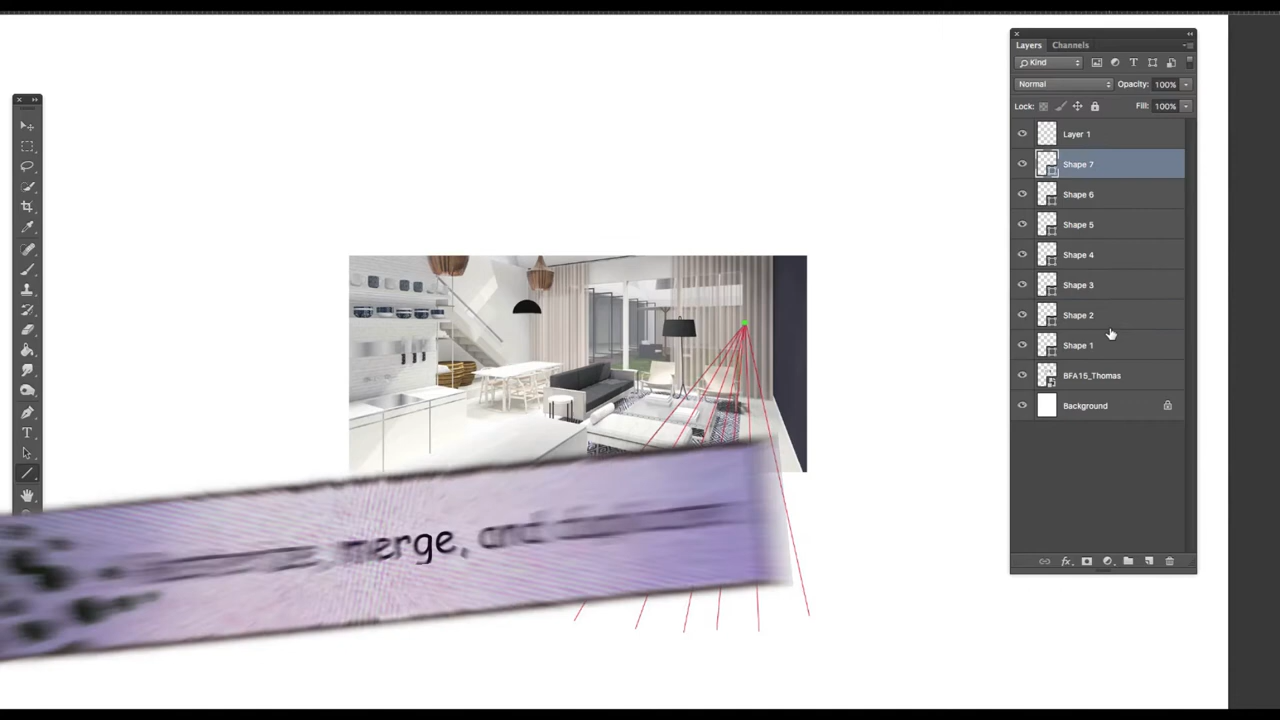 Layers Channels
Kind
Normal Opacity: 100%
Lock: Fill: 100%
Layer 1
Shape 7
Shape 6
Shape 5
Shape 4
Shape 3
Shape 2
Shape 1
BFA15_Thomas
Background
fx
merge, and